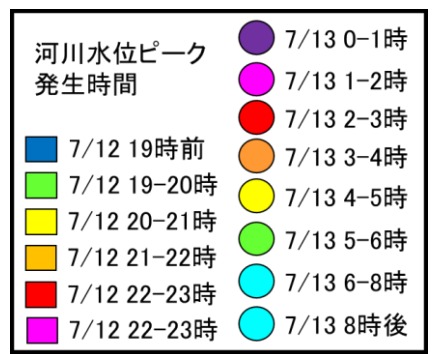 河川水位ピーク
発生時間
7/12 19時前
7/12 19-20時
7/12 20-21時
7/12 21-22時
7/12 22-23時
7/12 22-23時
7/13 0-1時
7/13 1-2時
7/13 2-3時
7/13 3-4時
7/13 4-5時
7/13 5-6時
7/13 6-8時
7/13 8時後